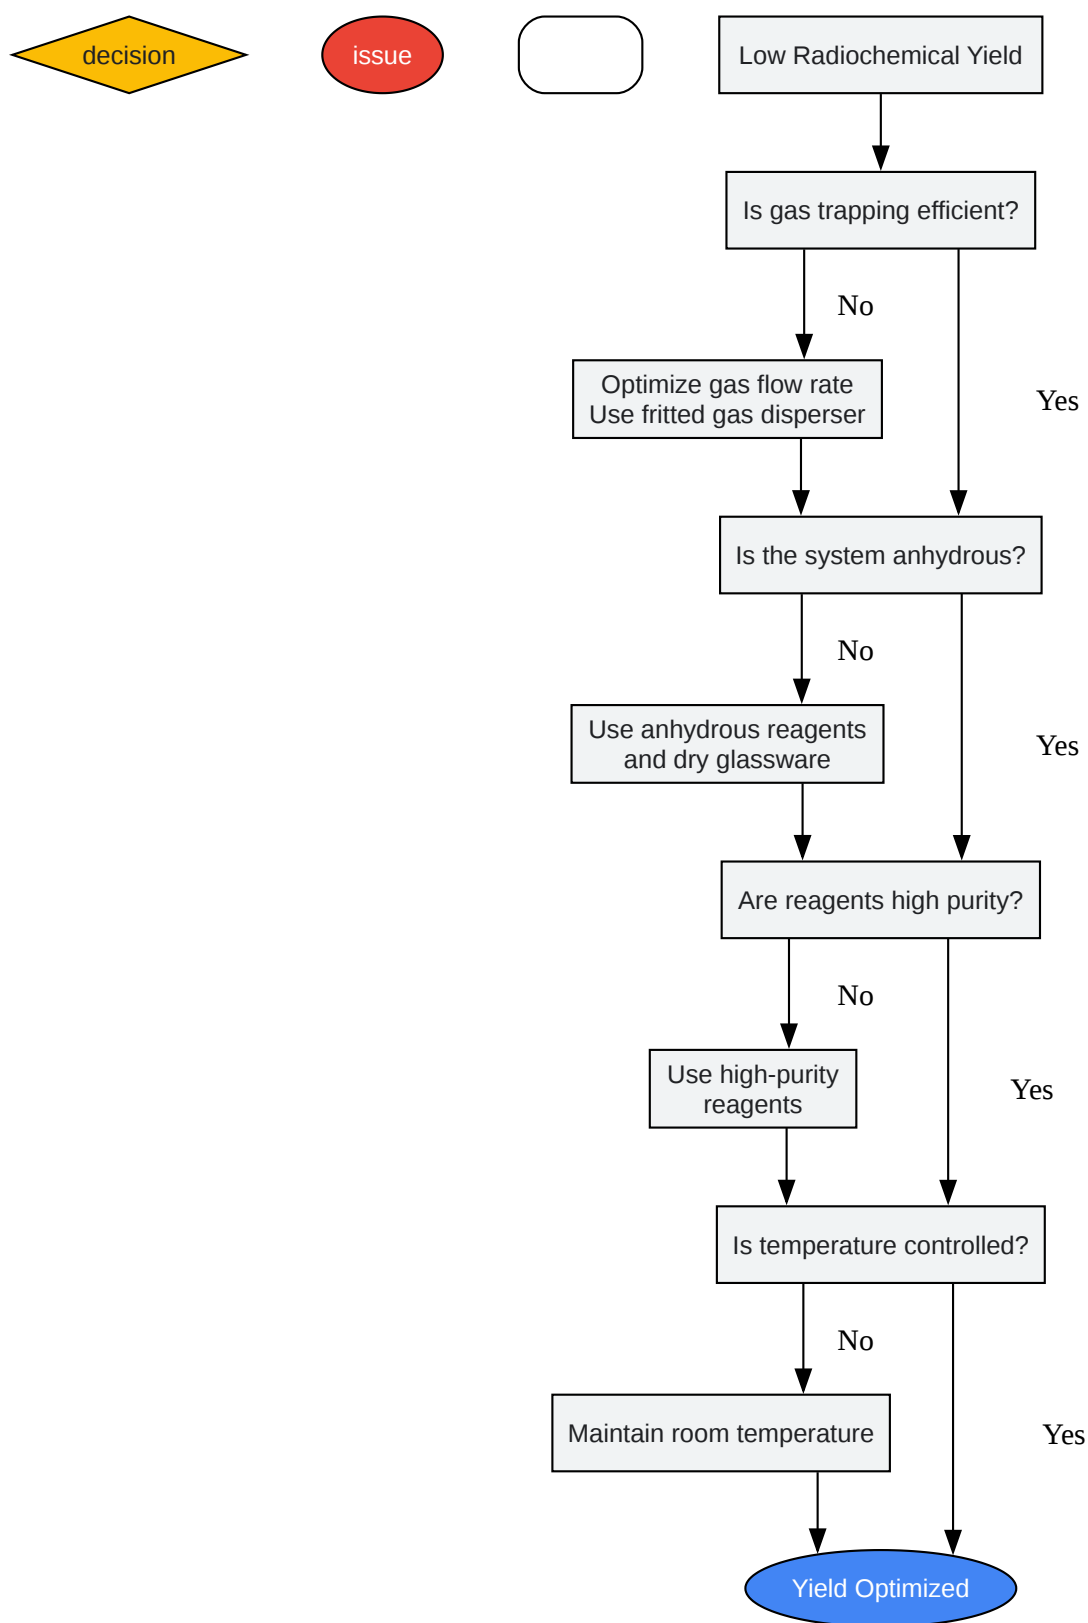 decision
issue
Low Radiochemical Yield
Is gas trapping efficient?
No
Optimize gas flow rate
Use fritted gas disperser
Yes
Is the system anhydrous?
No
Use anhydrous reagents
and dry glassware
Yes
Are reagents high purity?
No
Use high-purity
reagents
Yes
Is temperature controlled?
No
Maintain room temperature
Yes
Yield Optimized